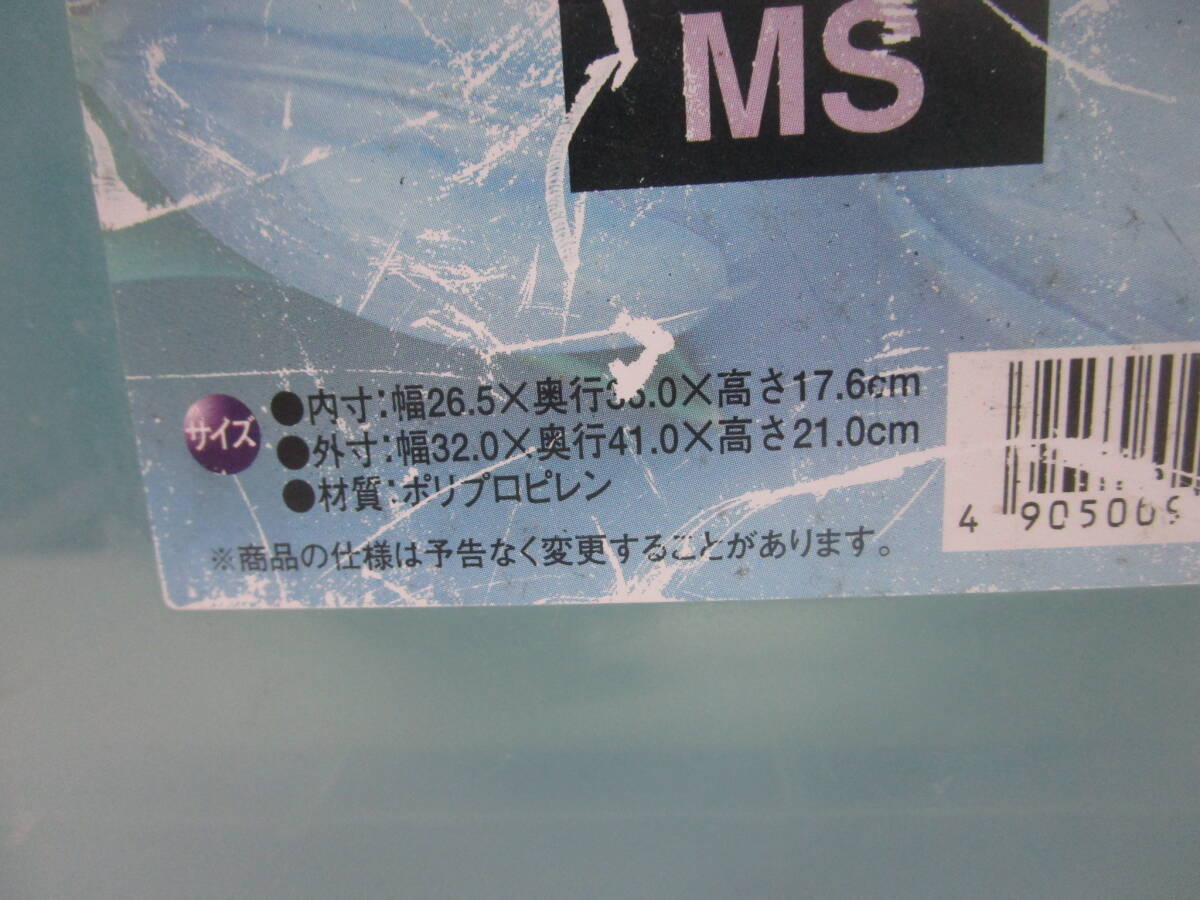 MS
サイズ
●内寸：幅26.5×奥行3 .0×高さ17.6cm
●外寸：幅32.0×奥行41.0×高さ21.0cm
●材質：ポリプロピレン
※商品の仕様は予告なく変更することがあります。
4 905069